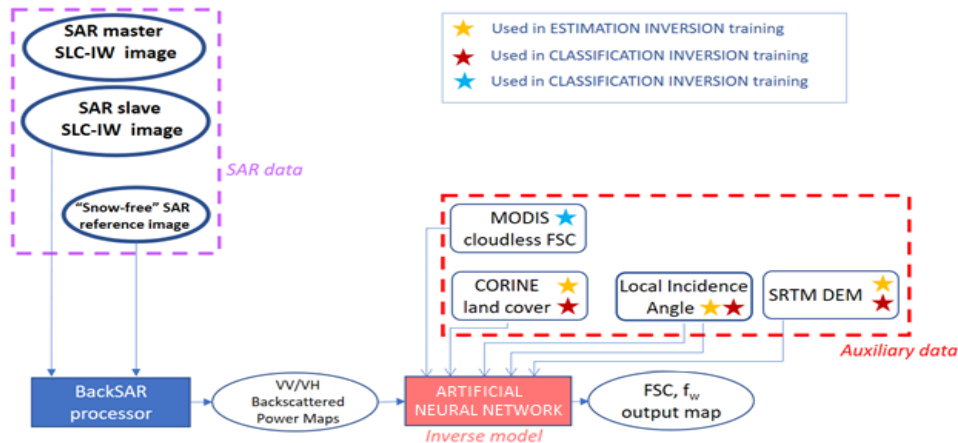 SAR master
SLC-IW image
SAR slave
SLC-IW image
SAR data
"Snow-free" SAR
reference image
Used in ESTIMATION INVERSION training
Used in CLASSIFICATION INVERSION training
Used in CLASSIFICATION INVERSION training
MODIS
cloudless FSC
CORINE
land cover
Local Incidence
Angle
SRTM DEM
Auxiliary data
BackSAR
processor
VV/VH
Backscattered
Power Maps
ARTIFICIAL
NEURAL NETWORK
Inverse model
FSC, fw
output map